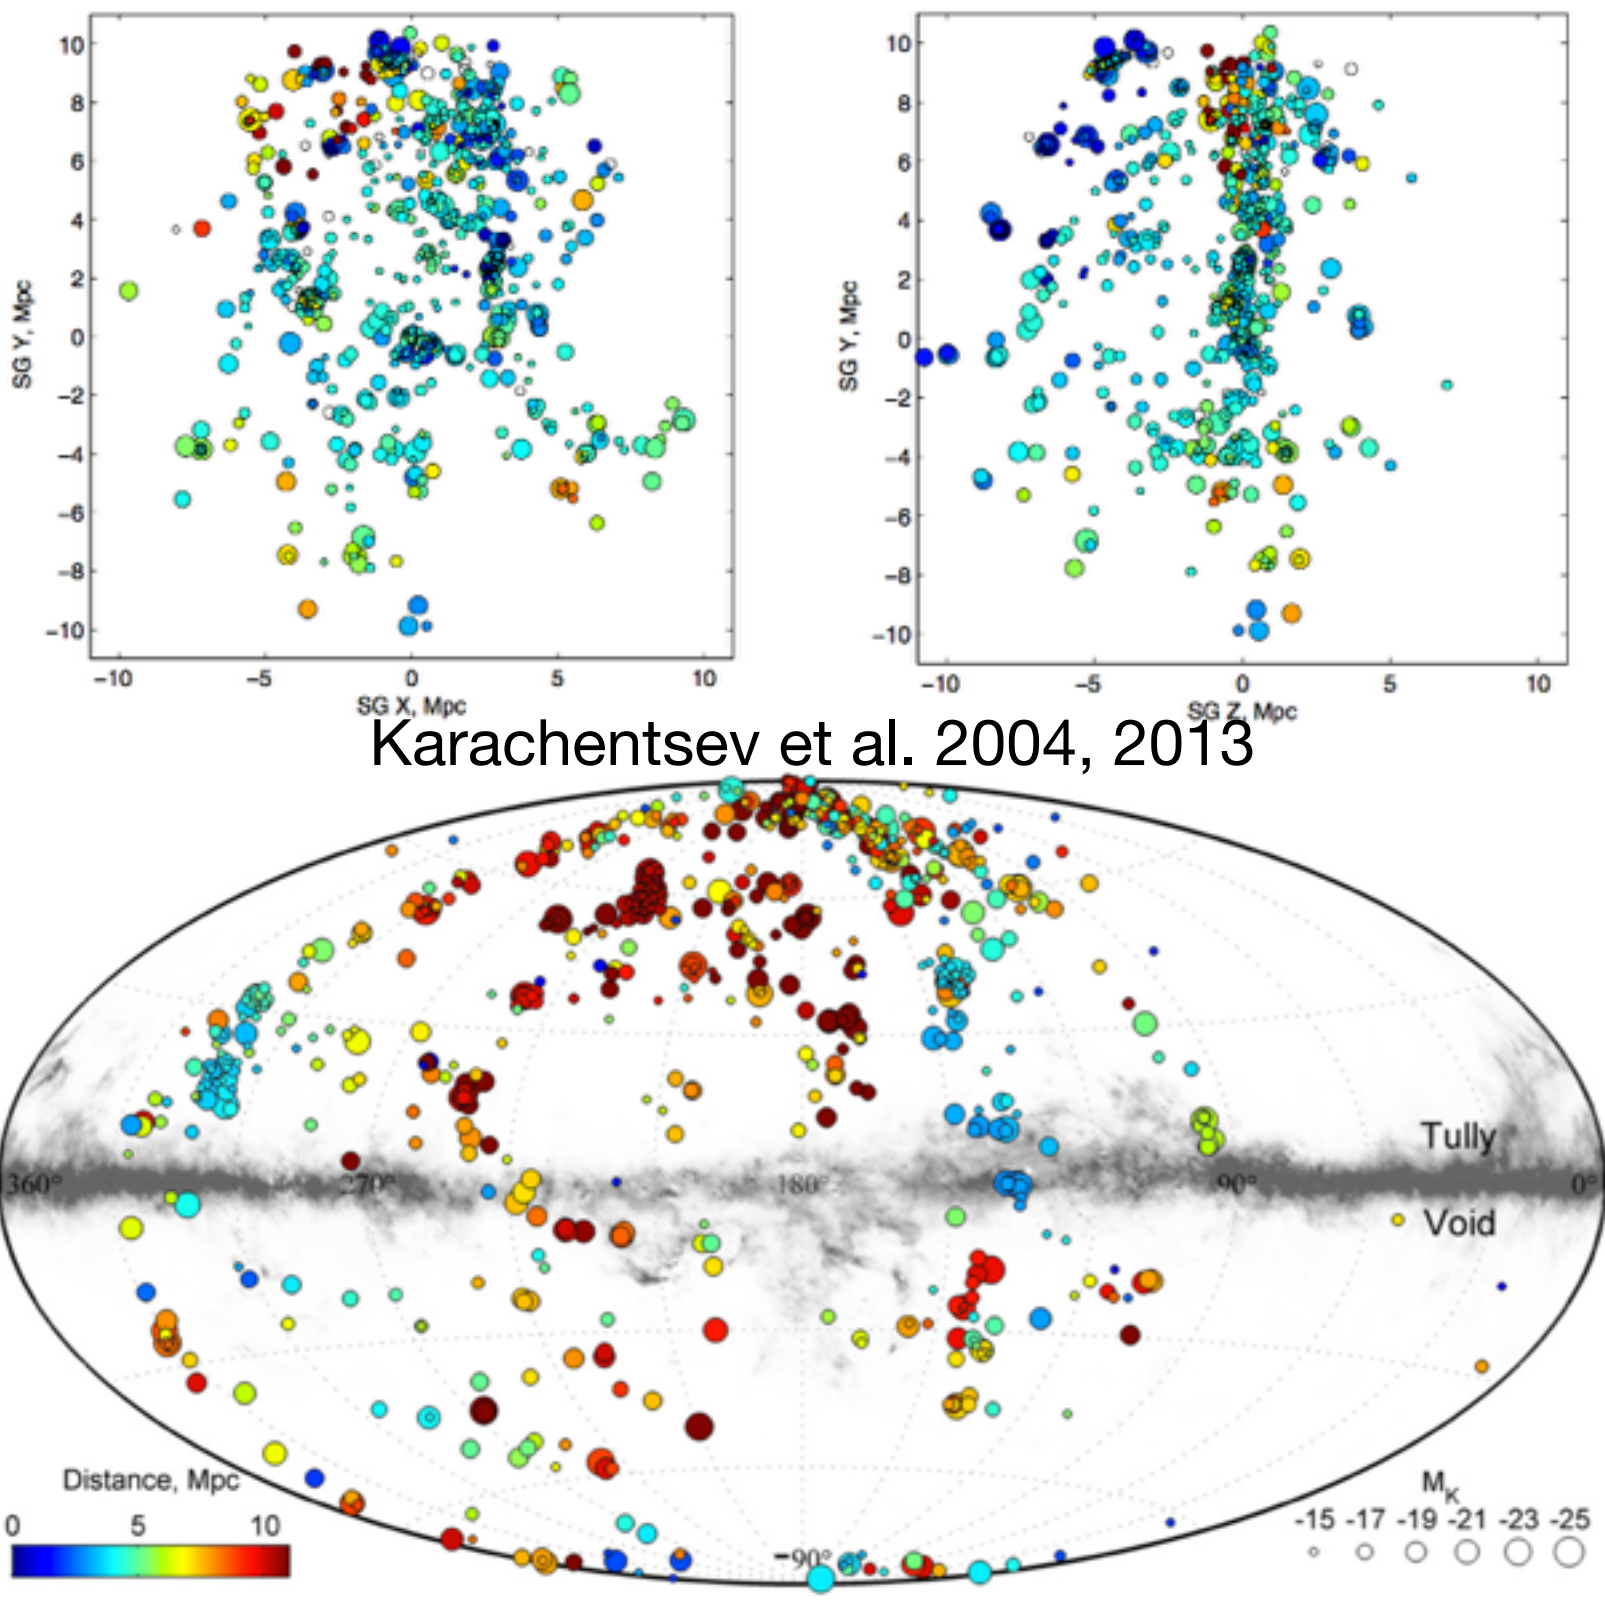 10
8
6
4
2
0
−2
−4
−6
−8
−10
SG Y, Mpc
−10 −5 0 5 10
SG X, Mpc
10
8
6
4
2
0
−2
−4
−6
−8
−10
SG Y, Mpc
−10 −5 0 5 10
SG Z, Mpc
Karachentsev et al. 2004, 2013
Tully
360° 270° 180° 90° 0°
Void
Distance, Mpc
0 5 10
−90°
MK
-15 -17 -19 -21 -23 -25